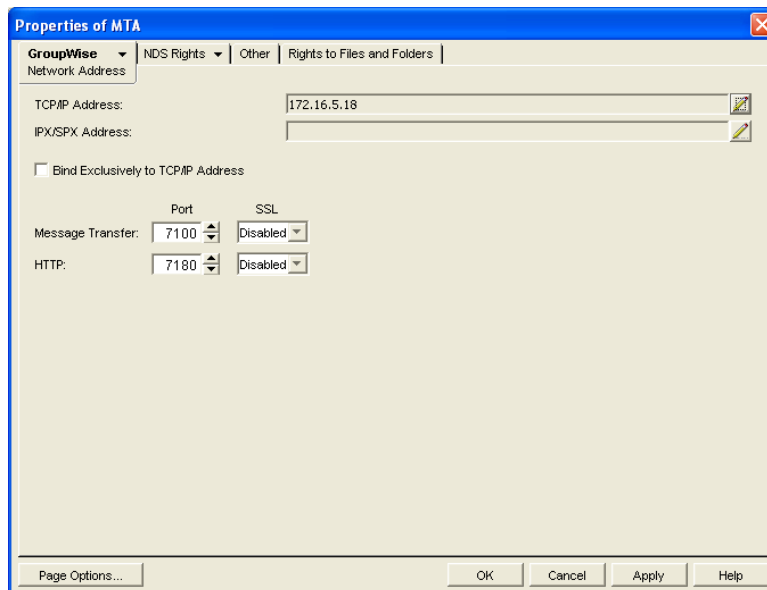 Properties of MTA
GroupWise NDS Rights Other Rights to Files and Folders
Network Address
TCP/IP Address: 172.16.5.18
IPX/SPX Address:
Bind Exclusively to TCP/IP Address
Port SSL
Message Transfer: 7100 Disabled
HTTP: 7180 Disabled
Page Options... OK Cancel Apply Help